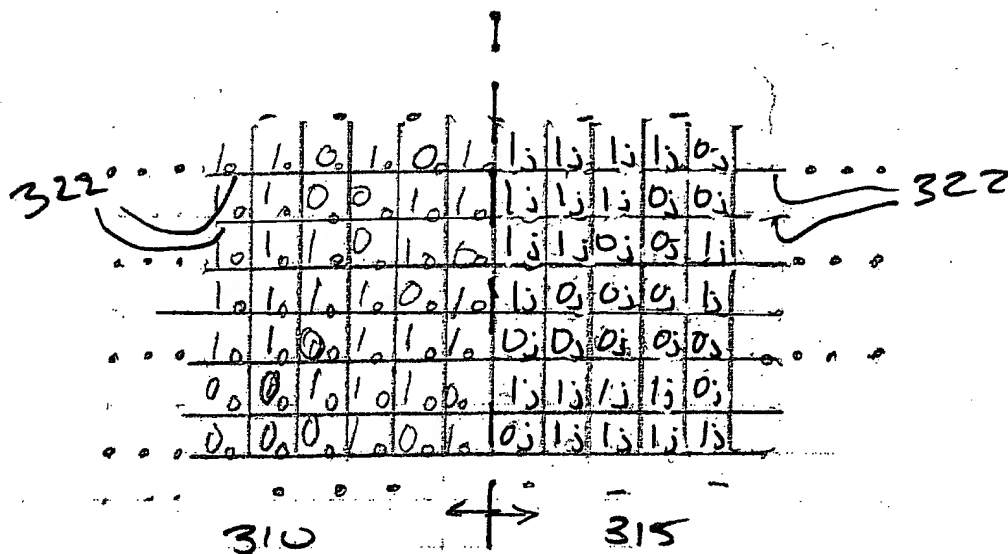 1₀ 1₀ 0₀ 1₀ 0₀ 1₀ 1j 1j 1j 1j 0j
322 1₀ 1₀ 0₀ 0₀ 1₀ 1₀ 1j 1j 1j 0j 0j 322
1₀ 1₀ 1₀ 0₀ 1₀ 0₀ 1j 1j 0j 0j 1j
1₀ 1₀ 1₀ 1₀ 0₀ 1₀ 1j 0j 0j 0j 1j
1₀ 1₀ 0₀ 1₀ 1₀ 1₀ 0j 0j 0j 0j 0j
0₀ 0₀ 1₀ 1₀ 1₀ 0₀ 1j 1j 1j 1j 0j
0₀ 0₀ 0₀ 1₀ 0₀ 1₀ 0j 1j 1j 1j 1j
310 315